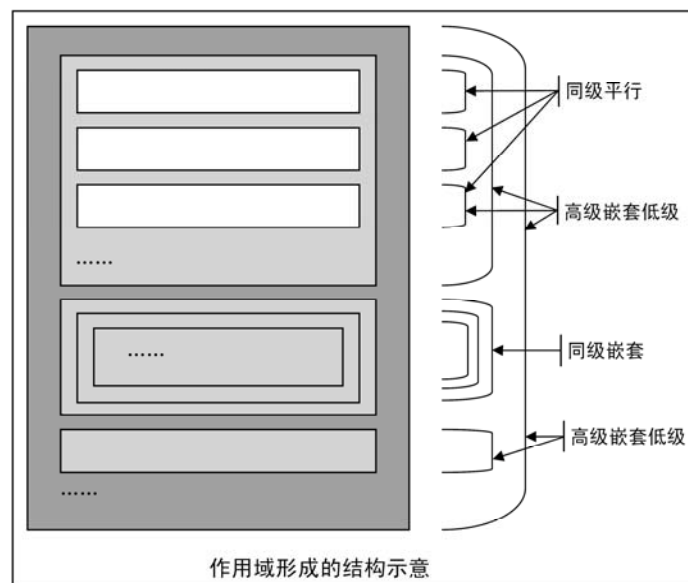 同级平行
高级嵌套低级
……
……
同级嵌套
高级嵌套低级
……
作用域形成的结构示意